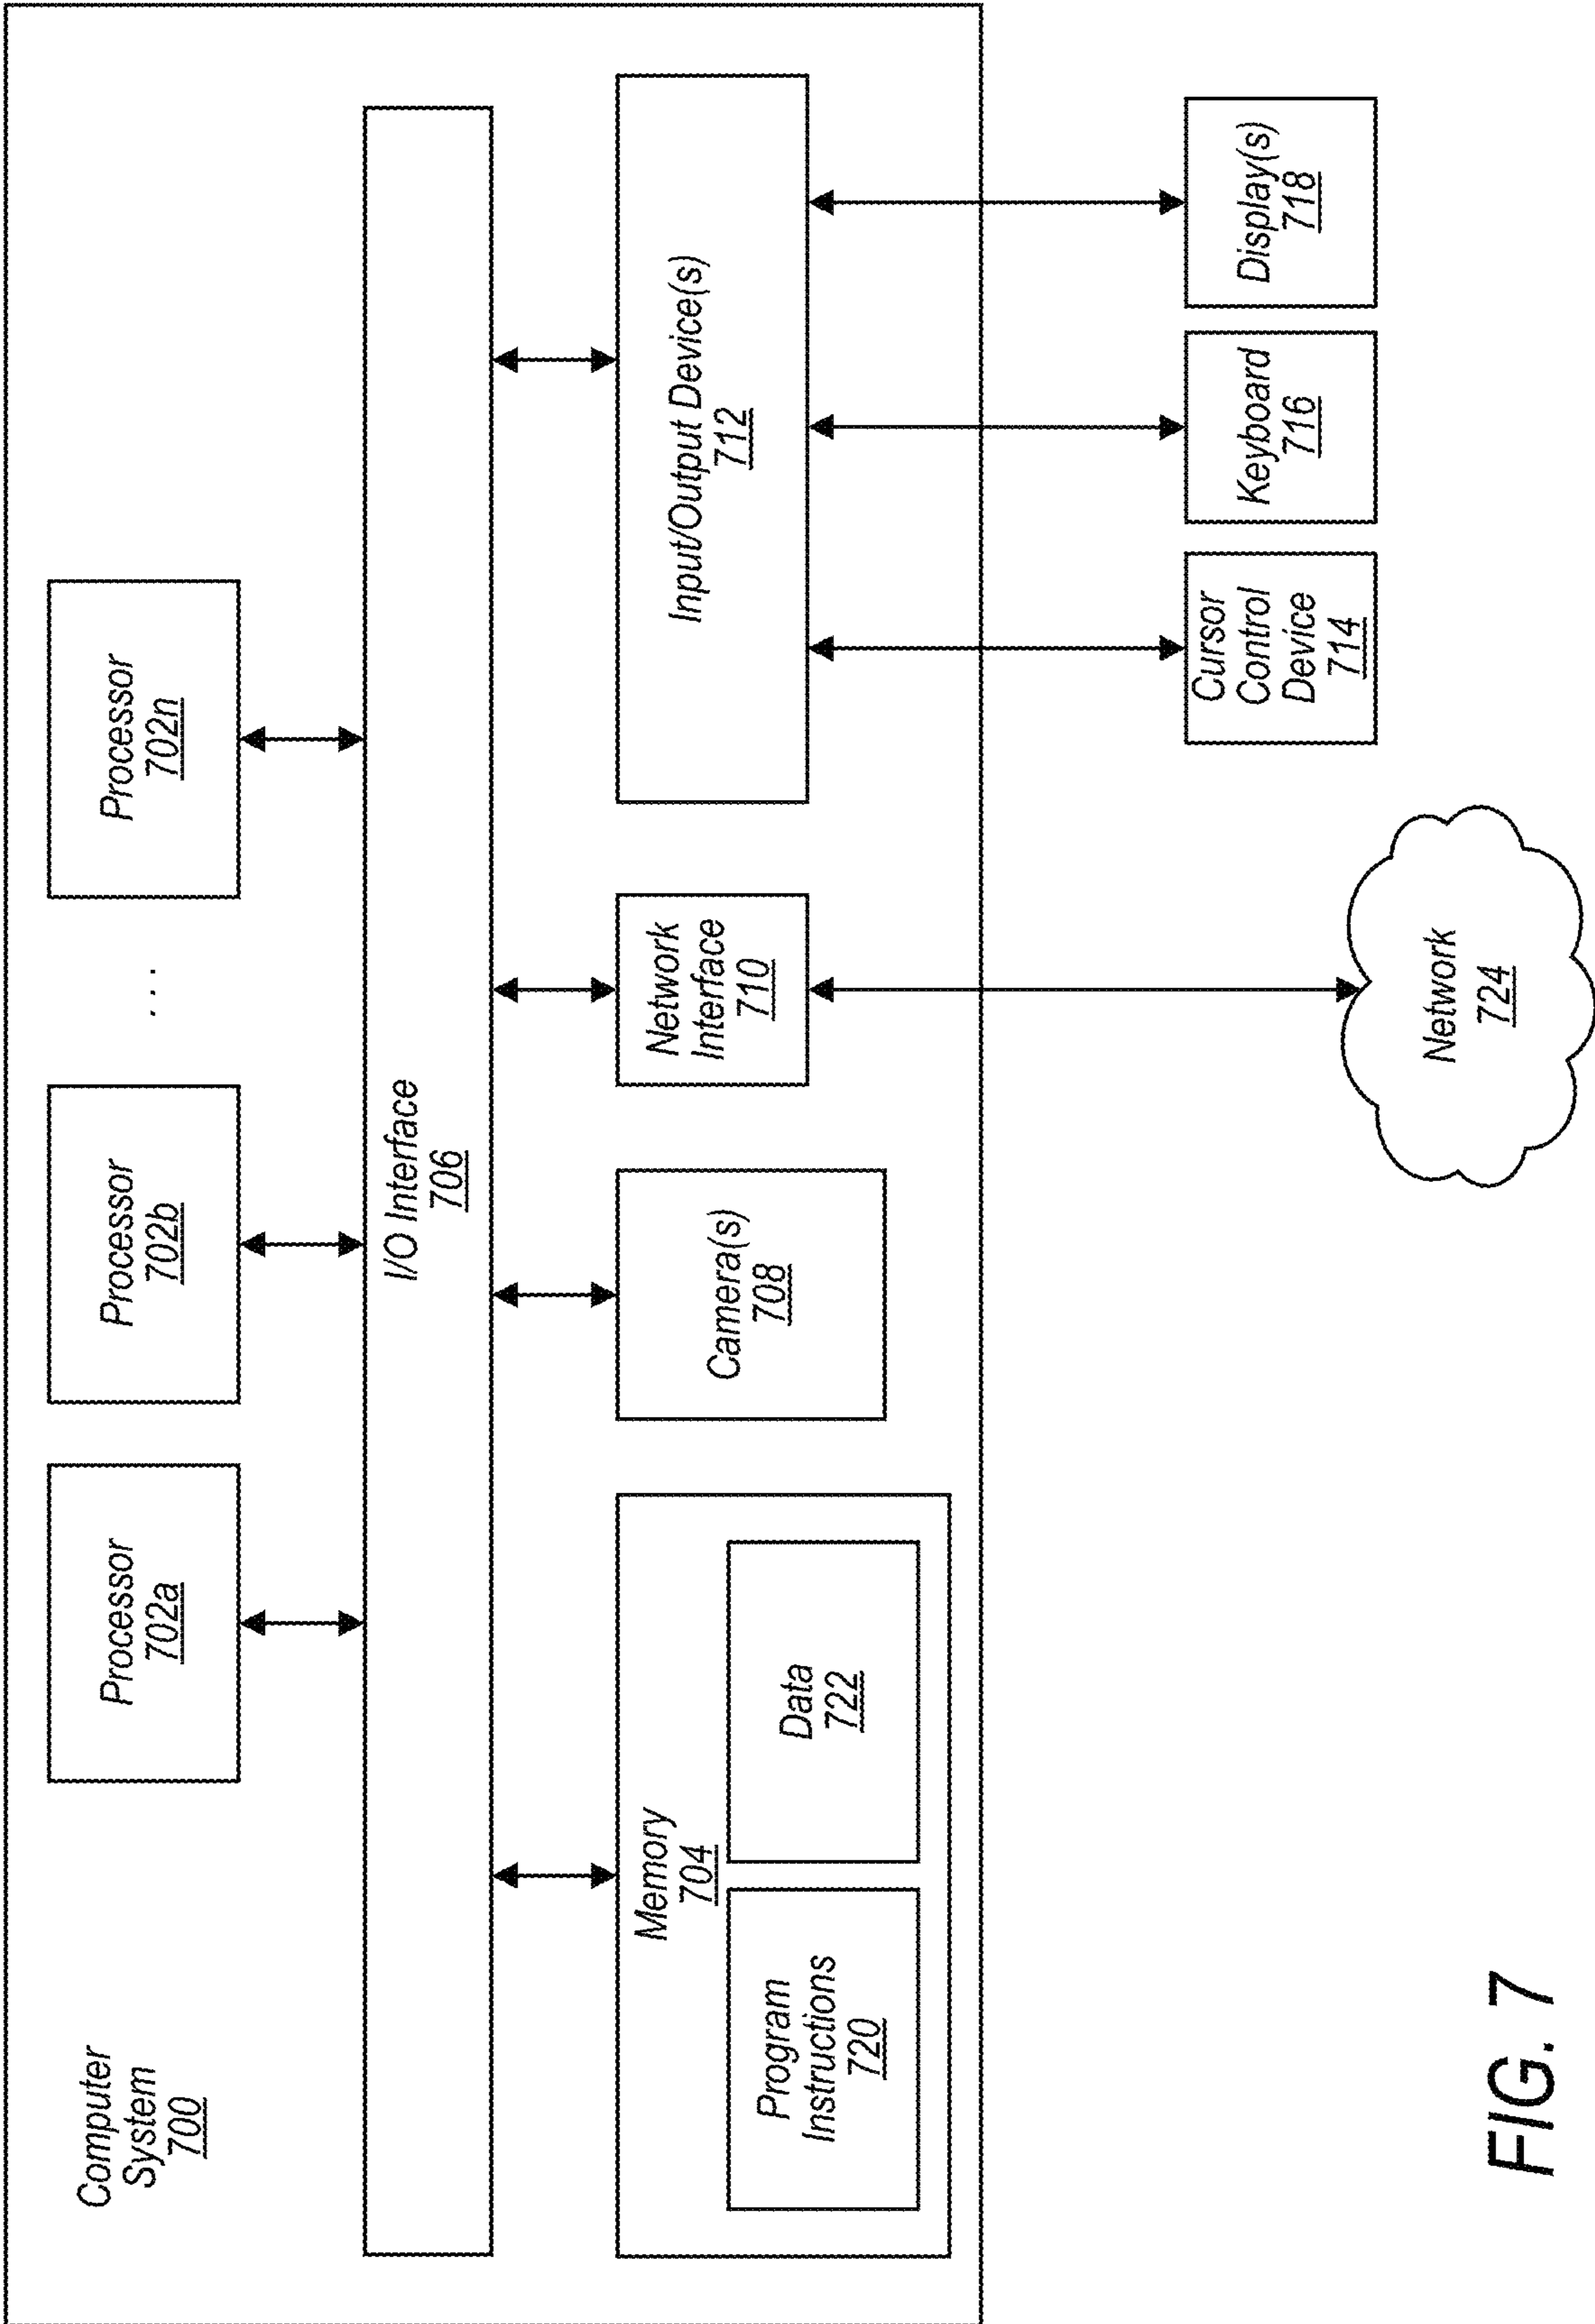 Computer
System
700
Processor
702a
Processor
702b
. . .
Processor
702n
I/O Interface
706
Memory
704
Program
Instructions
720
Data
722
Camera(s)
708
Network
Interface
710
Input/Output Device(s)
712
Network
724
Cursor
Control
Device
714
Keyboard
716
Display(s)
718
FIG. 7